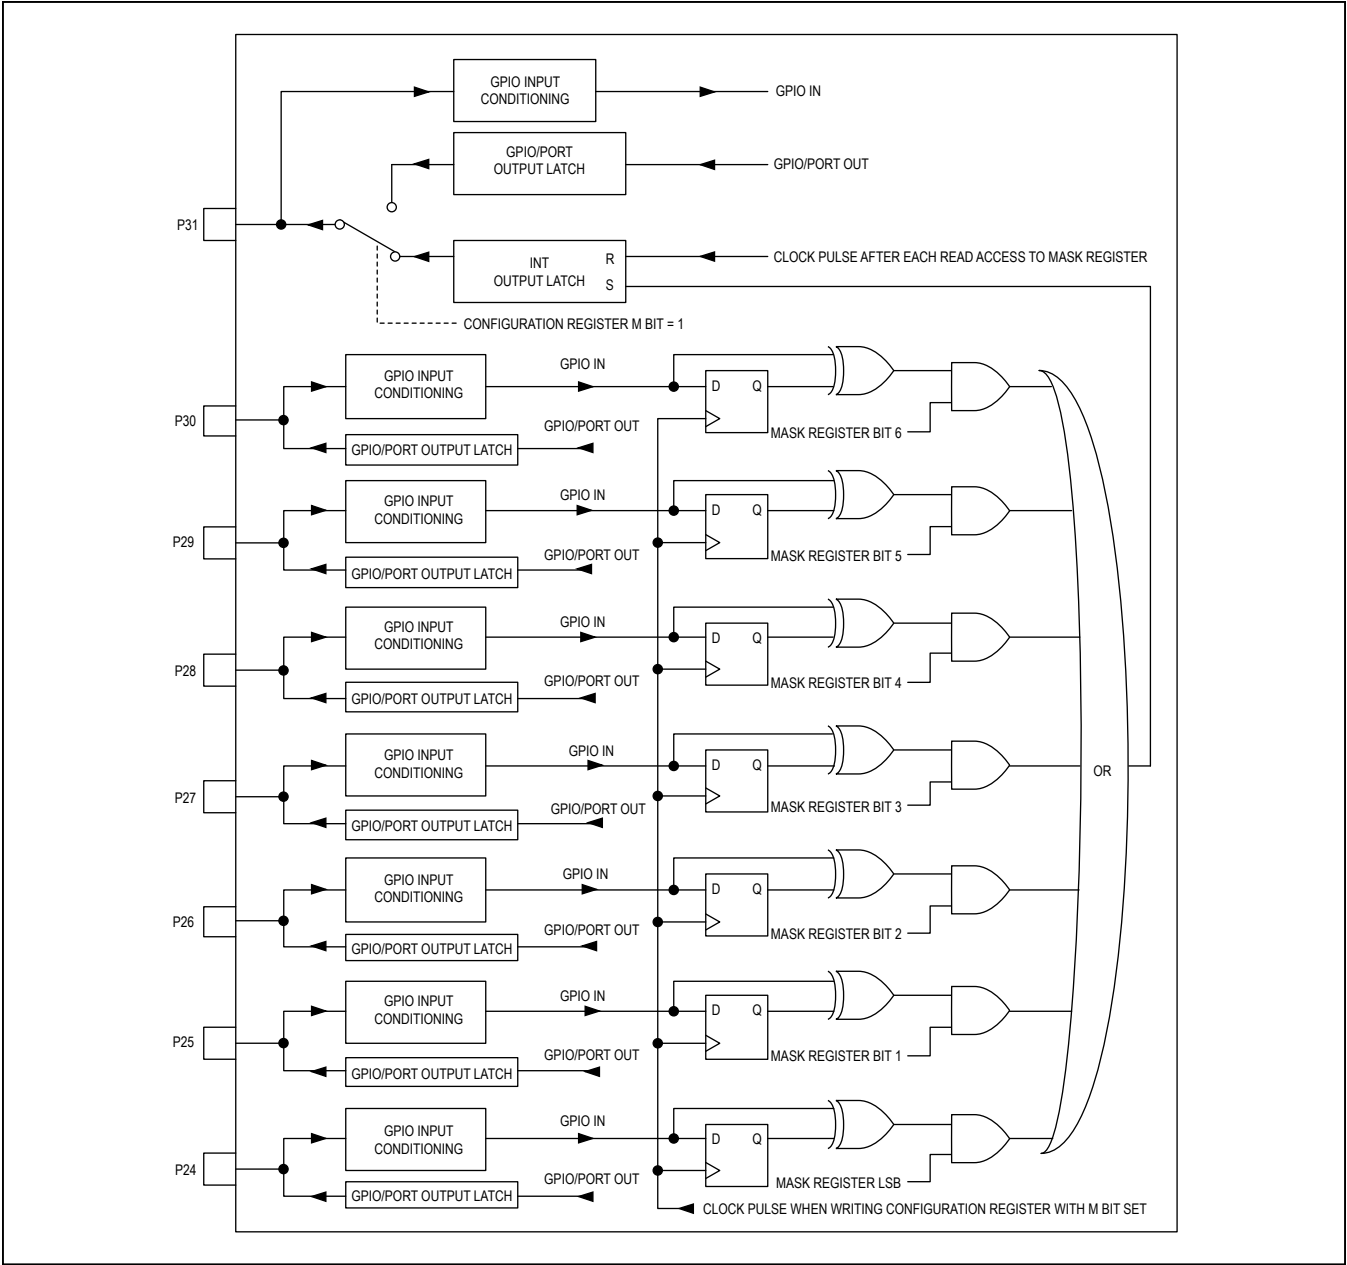 GPIO INPUT
CONDITIONING
GPIO IN
GPIO/PORT
OUTPUT LATCH
GPIO/PORT OUT
P31
INT
OUTPUT LATCH
R
S
CLOCK PULSE AFTER EACH READ ACCESS TO MASK REGISTER
CONFIGURATION REGISTER M BIT = 1
GPIO INPUT
CONDITIONING
GPIO IN
D Q
P30
GPIO/PORT OUT
GPIO/PORT OUTPUT LATCH
MASK REGISTER BIT 6
GPIO INPUT
CONDITIONING
GPIO IN
D Q
P29
GPIO/PORT OUT
GPIO/PORT OUTPUT LATCH
MASK REGISTER BIT 5
GPIO INPUT
CONDITIONING
GPIO IN
D Q
P28
GPIO/PORT OUT
GPIO/PORT OUTPUT LATCH
MASK REGISTER BIT 4
GPIO INPUT
CONDITIONING
GPIO IN
D Q
OR
P27
GPIO/PORT OUT
GPIO/PORT OUTPUT LATCH
MASK REGISTER BIT 3
GPIO INPUT
CONDITIONING
GPIO IN
D Q
P26
GPIO/PORT OUT
GPIO/PORT OUTPUT LATCH
MASK REGISTER BIT 2
GPIO INPUT
CONDITIONING
GPIO IN
D Q
P25
GPIO/PORT OUT
GPIO/PORT OUTPUT LATCH
MASK REGISTER BIT 1
GPIO INPUT
CONDITIONING
GPIO IN
D Q
P24
GPIO/PORT OUT
GPIO/PORT OUTPUT LATCH
MASK REGISTER LSB
CLOCK PULSE WHEN WRITING CONFIGURATION REGISTER WITH M BIT SET